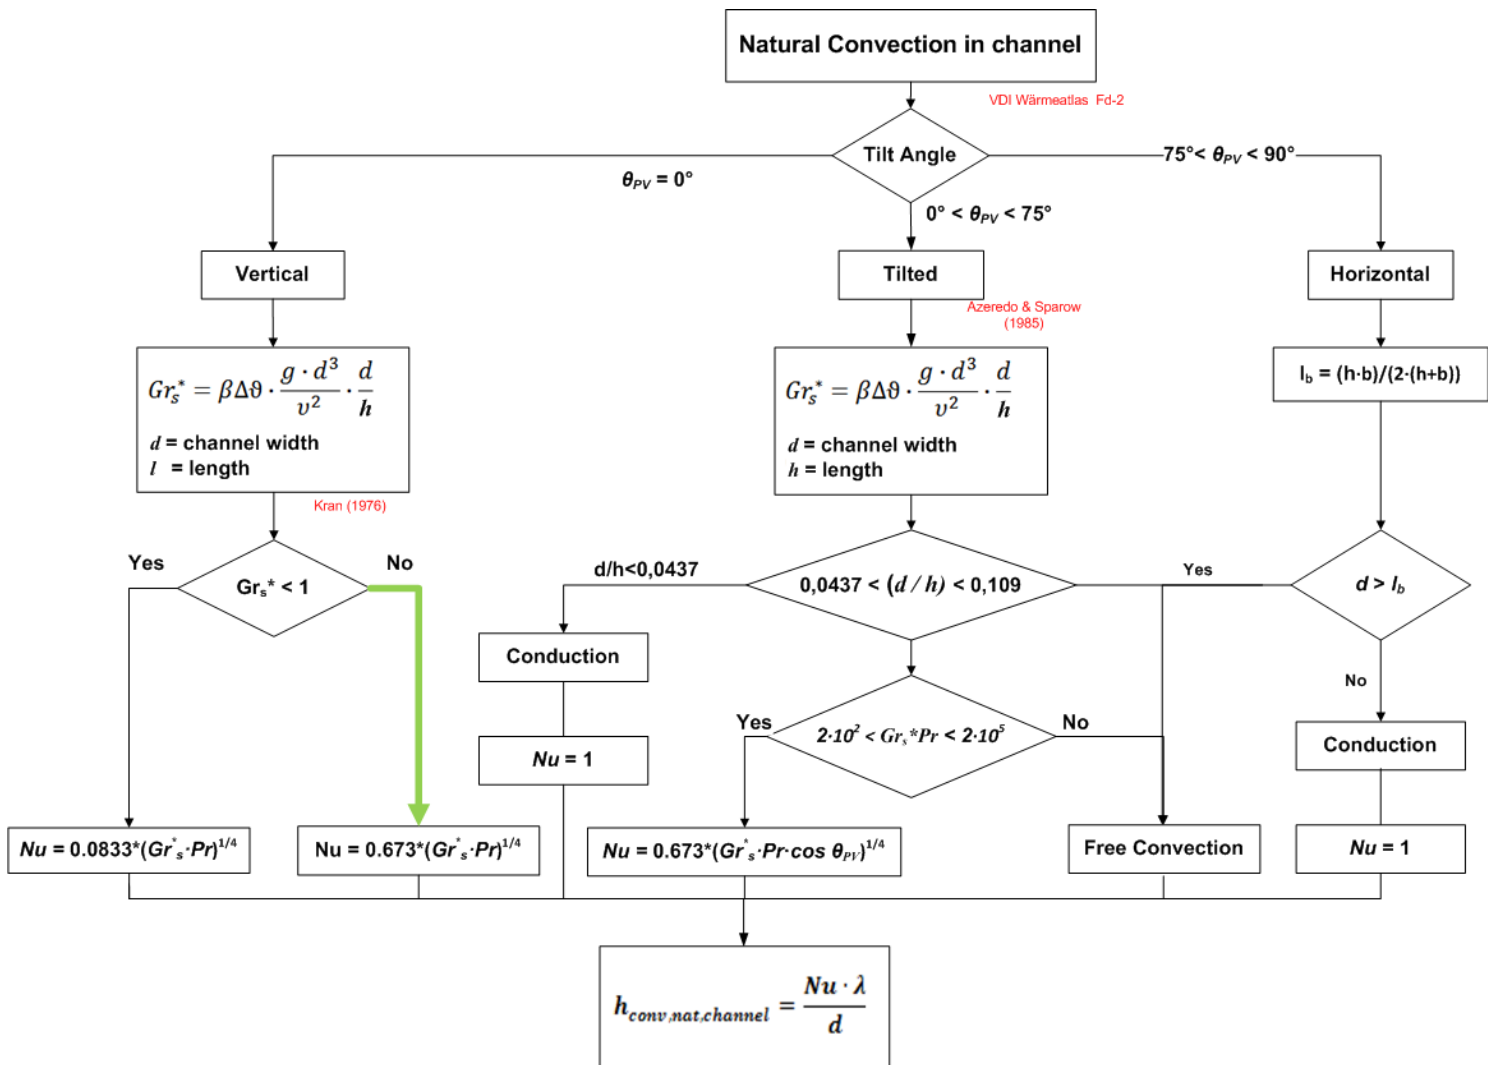 Natural Convection in channel
VDI Wärmeatlas Fd-2
Tilt Angle
θPV = 0°
0° < θPV < 75°
75°< θPV < 90°
Vertical
Tilted
Horizontal
Azeredo & Sparow
(1985)
Gr*s = βΔϑ · g · d³ / υ² · d / h
d = channel width
l = length
Gr*s = βΔϑ · g · d³ / υ² · d / h
d = channel width
h = length
lb = (h·b)/(2·(h+b))
Kran (1976)
Yes
Grs* < 1
No
d/h<0,0437
0,0437 < (d / h) < 0,109
Yes
d > lb
No
Conduction
Yes
2·10² < Grs*Pr < 2·10⁵
No
Conduction
Nu = 1
Nu = 0.0833*(Gr*s·Pr)1/4
Nu = 0.673*(Gr*s·Pr)1/4
Nu = 0.673*(Gr*s·Pr·cos θPV)1/4
Free Convection
Nu = 1
hconv,nat,channel = Nu · λ / d